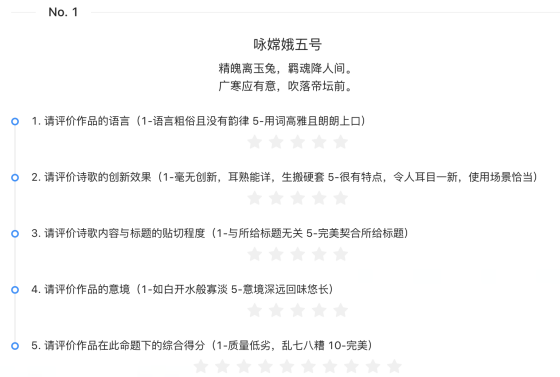 No. 1
咏嫦娥五号
精魄离玉兔，羁魂降人间。
广寒应有意，吹落帝坛前。
1. 请评价作品的语言（1-语言粗俗且没有韵律 5-用词高雅且朗朗上口）
2. 请评价诗歌的创新效果（1-毫无创新，耳熟能详，生搬硬套 5-很有特点，令人耳目一新，使用场景恰当）
3. 请评价诗歌内容与标题的贴切程度（1-与所给标题无关 5-完美契合所给标题）
4. 请评价作品的意境（1-如白开水般寡淡 5-意境深远回味悠长）
5. 请评价作品在此命题下的综合得分（1-质量低劣，乱七八糟 10-完美）